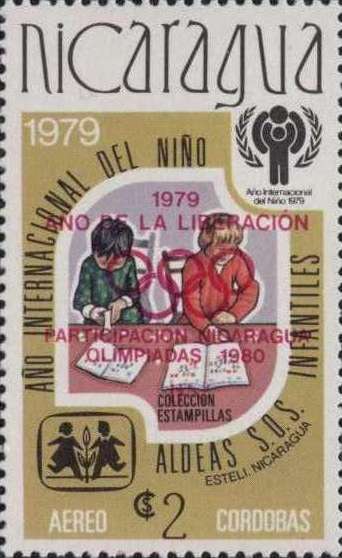 nicaragua
1979
Año Internacional
del Niño 1979
AÑO INTERNACIONAL DEL NIÑO
1979
AÑO DE LA LIBERACIÓN
PARTICIPACION NICARAGUA
OLIMPIADAS 1980
COLECCION
ESTAMPILLAS
ALDEAS S.O.S. INFANTILES
ESTELI, NICARAGUA
AEREO C$ 2 CORDOBAS